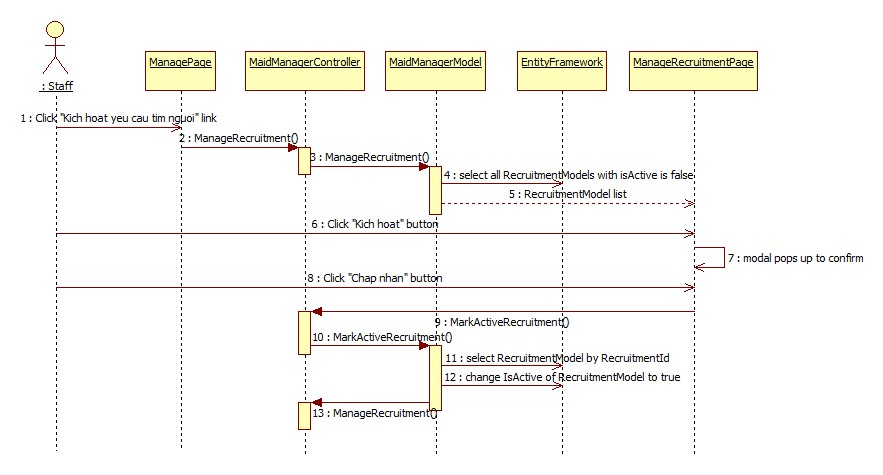 ManagePage
MaidManagerController
MaidManagerModel
EntityFramework
ManageRecruitmentPage
: Staff
1 : Click "Kich hoat yeu cau tim nguoi" link
2 : ManageRecruitment()
3 : ManageRecruitment()
4 : select all RecruitmentModels with isActive is false
5 : RecruitmentModel list
6 : Click "Kich hoat" button
7 : modal pops up to confirm
8 : Click "Chap nhan" button
9 : MarkActiveRecruitment()
10 : MarkActiveRecruitment()
11 : select RecruitmentModel by RecruitmentId
12 : change IsActive of RecruitmentModel to true
13 : ManageRecruitment()